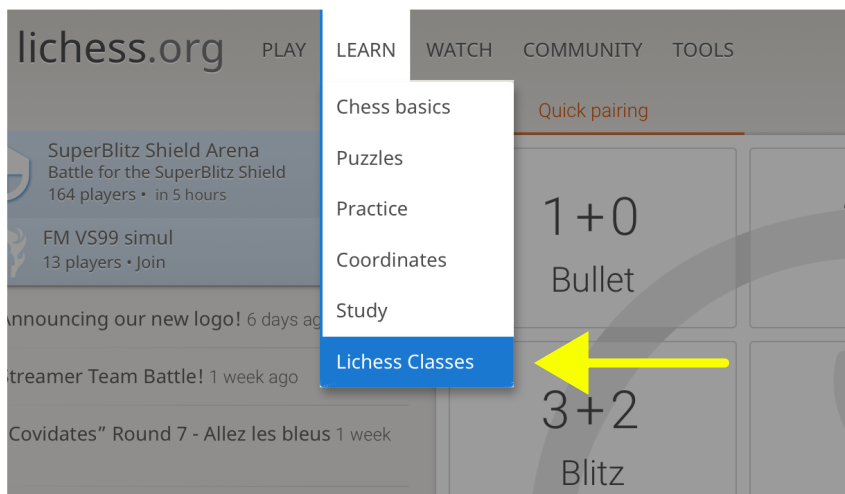 lichess.org PLAY LEARN WATCH COMMUNITY TOOLS
Chess basics
Puzzles
Practice
Coordinates
Study
Lichess Classes
Quick pairing
SuperBlitz Shield Arena
Battle for the SuperBlitz Shield
164 players • in 5 hours
FM VS99 simul
13 players • Join
Announcing our new logo! 6 days ag
Streamer Team Battle! 1 week ago
Covidates” Round 7 - Allez les bleus 1 week
1+0
Bullet
3+2
Blitz